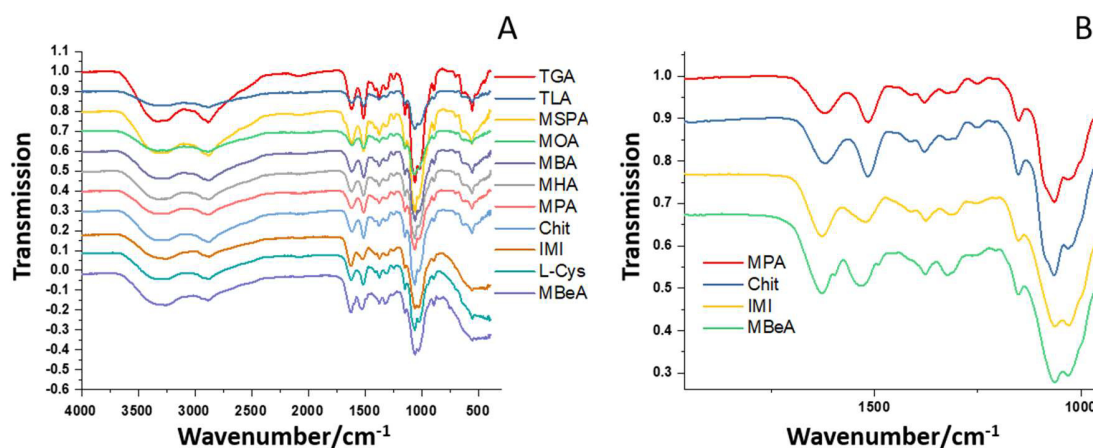 A
Transmission
1.1
1.0
0.9
0.8
0.7
0.6
0.5
0.4
0.3
0.2
0.1
0.0
-0.1
-0.2
-0.3
-0.4
-0.5
-0.6
4000 3500 3000 2500 2000 1500 1000 500
Wavenumber/cm⁻¹
TGA
TLA
MSPA
MOA
MBA
MHA
MPA
Chit
IMI
L-Cys
MBeA
B
Transmission
1.0
0.9
0.8
0.7
0.6
0.5
0.4
0.3
MPA
Chit
IMI
MBeA
1500 1000
Wavenumber/cm⁻¹